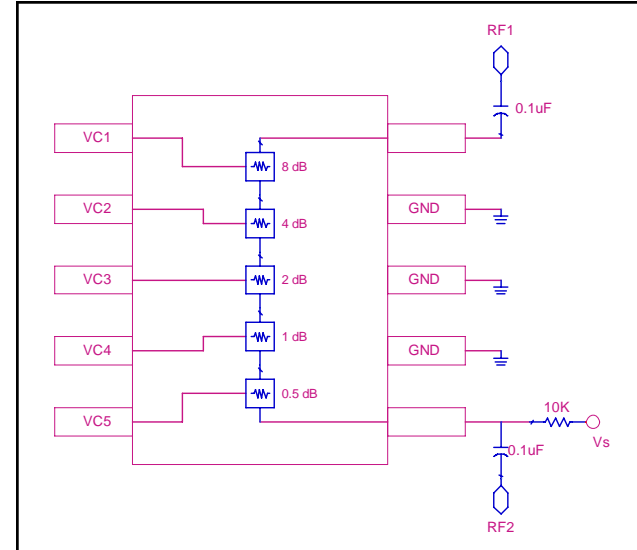 RF1
0.1uF
VC1
8 dB
VC2
4 dB
GND
VC3
2 dB
GND
VC4
1 dB
GND
VC5
0.5 dB
10K
Vs
0.1uF
RF2